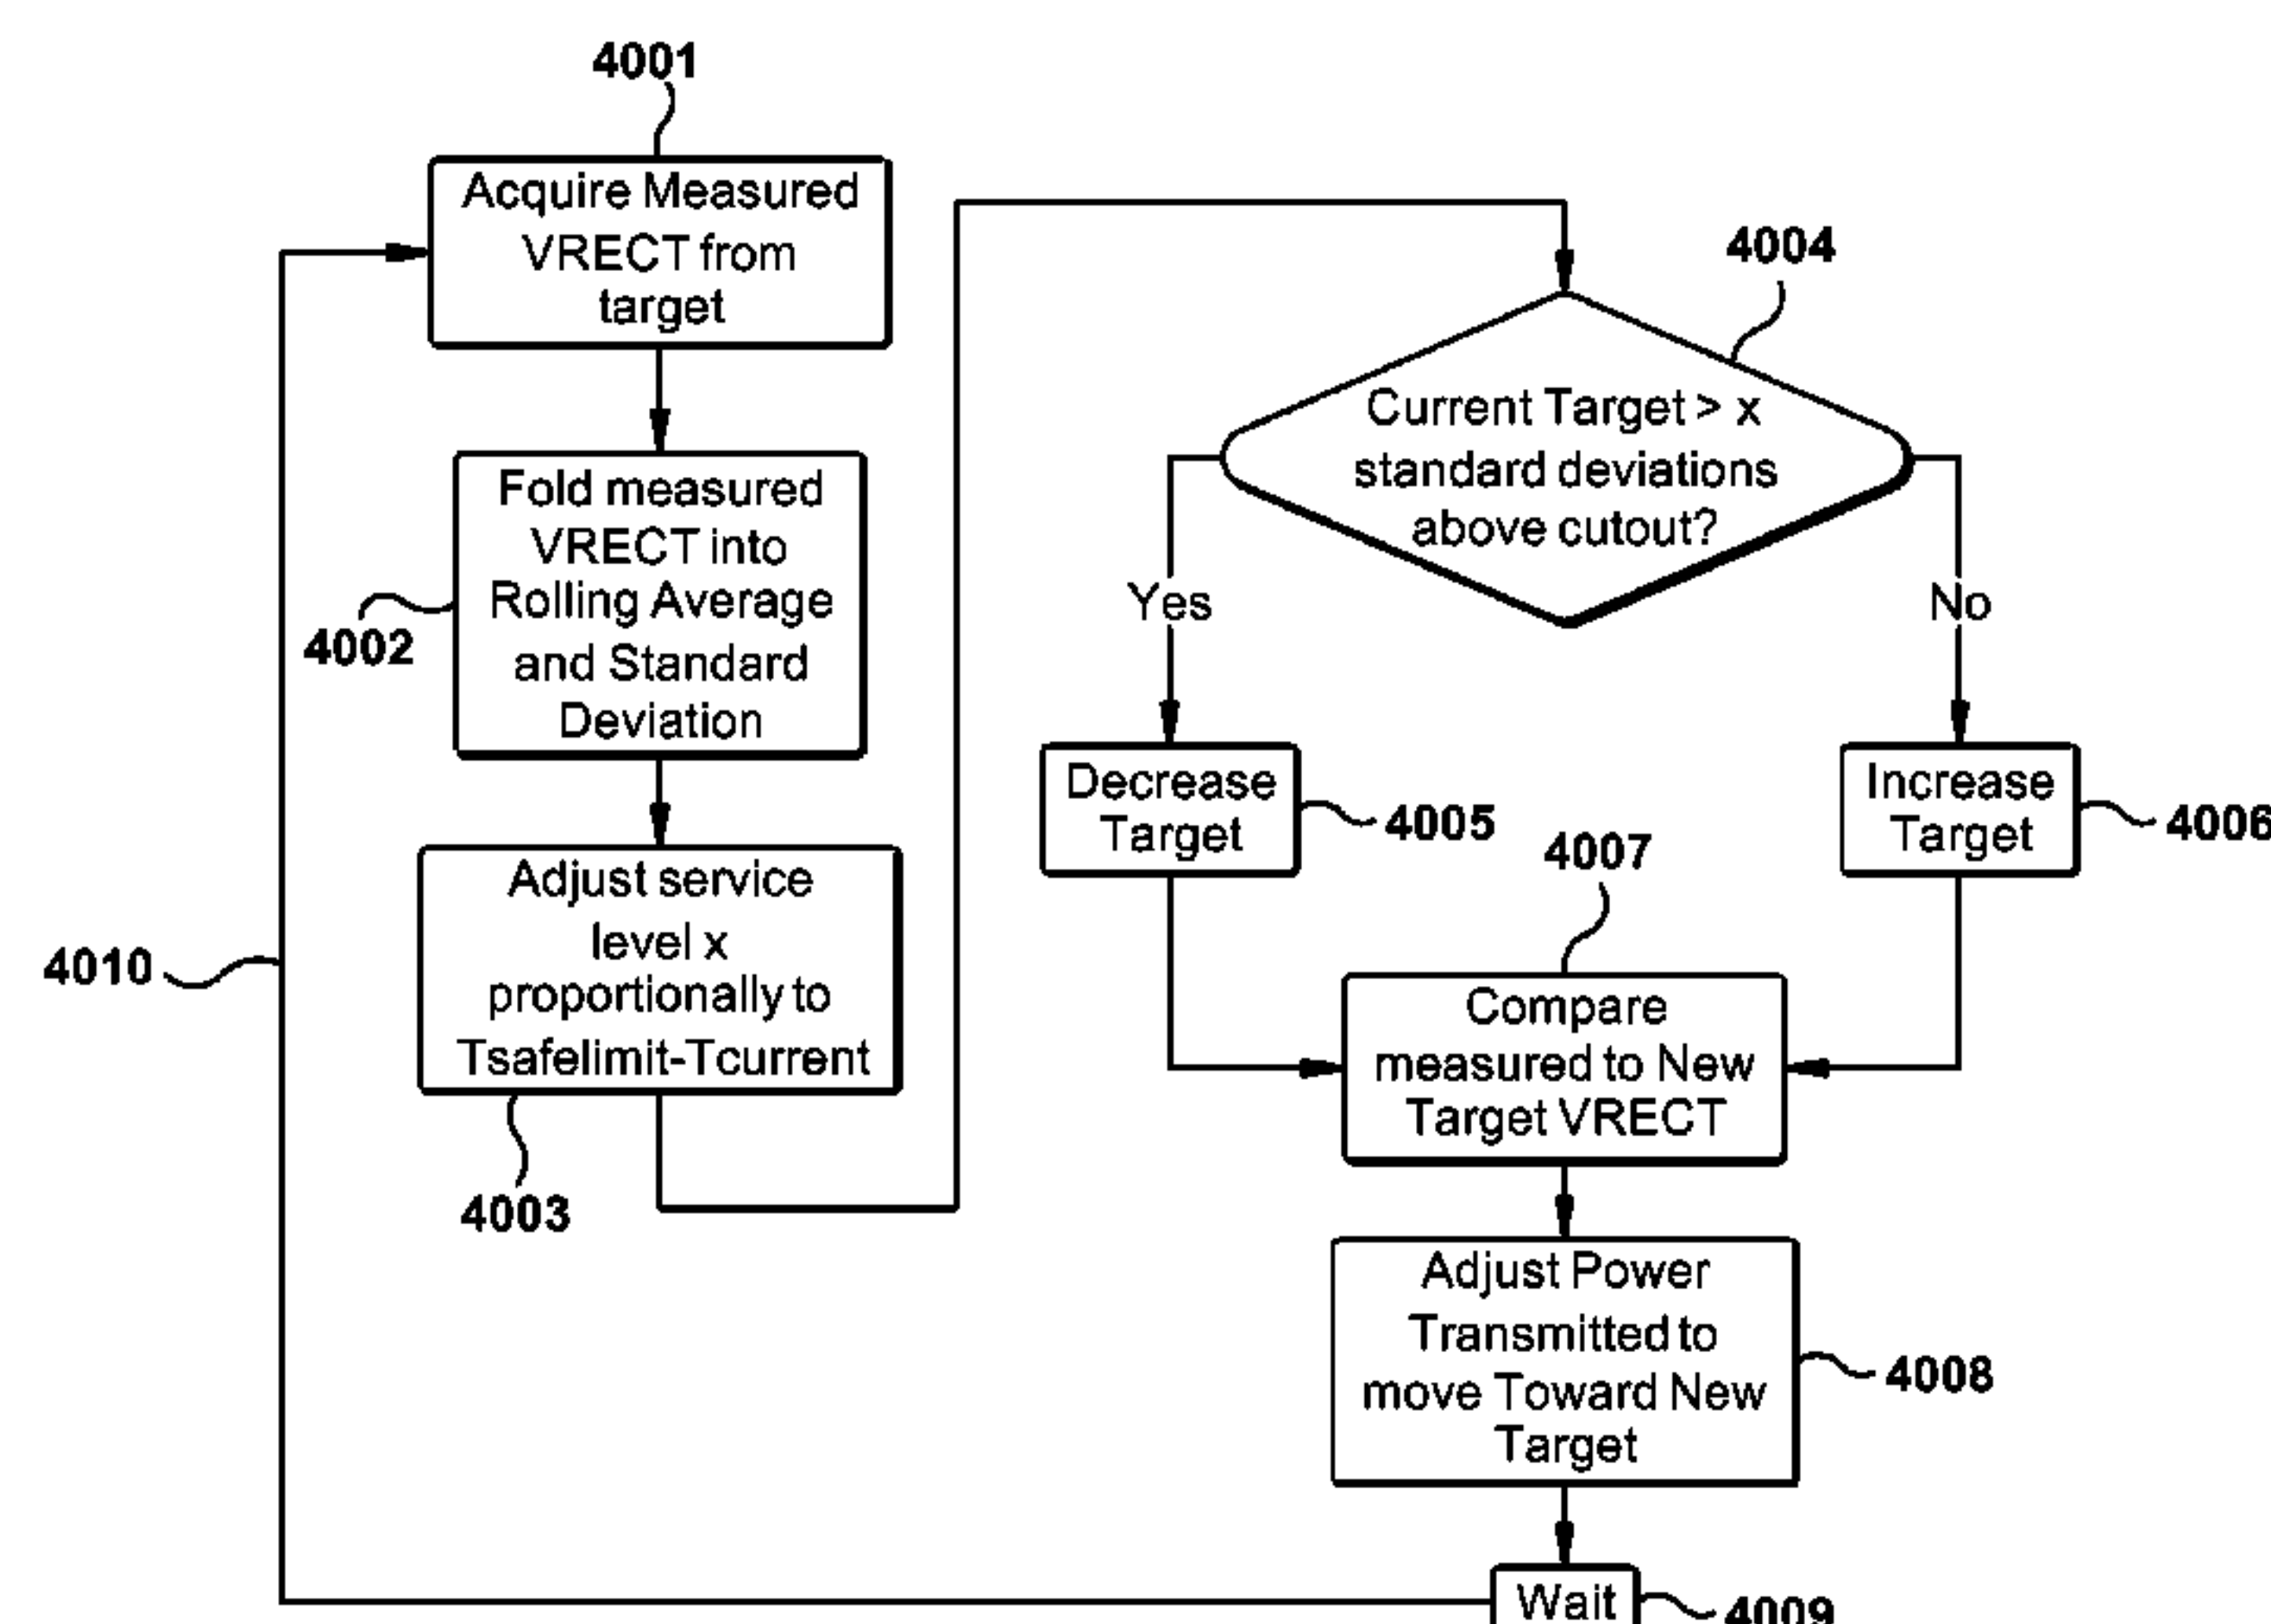 4001
Acquire Measured
VRECT from
target
Fold measured
VRECT into
Rolling Average
and Standard
Deviation
4002
Adjust service
level x
proportionally to
Tsafelimit-Tcurrent
4003
4010
4004
Current Target > x
standard deviations
above cutout?
Yes
No
Decrease
Target
4005
Increase
Target
4006
4007
Compare
measured to New
Target VRECT
Adjust Power
Transmitted to
move Toward New
Target
4008
Wait
4009